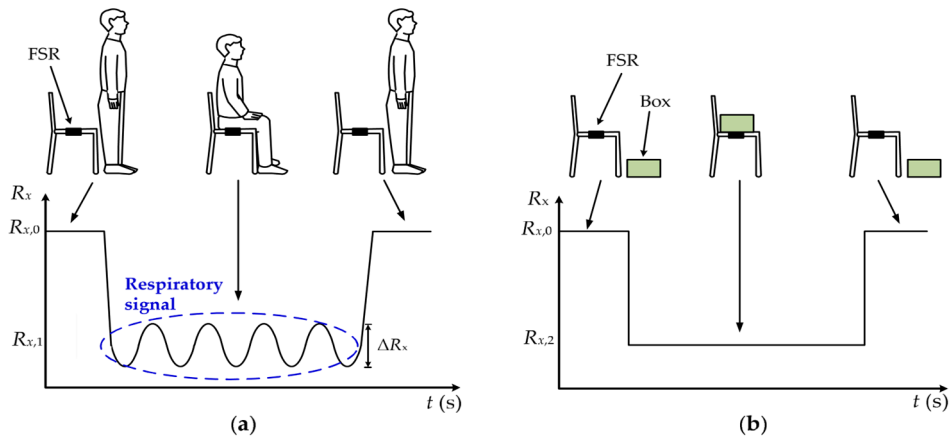 FSR
Rₓ
Rₓ,₀
Respiratory
signal
Rₓ,₁
ΔRₓ
t (s)
(a)
FSR
Box
Rₓ
Rₓ,₀
Rₓ,₂
t (s)
(b)